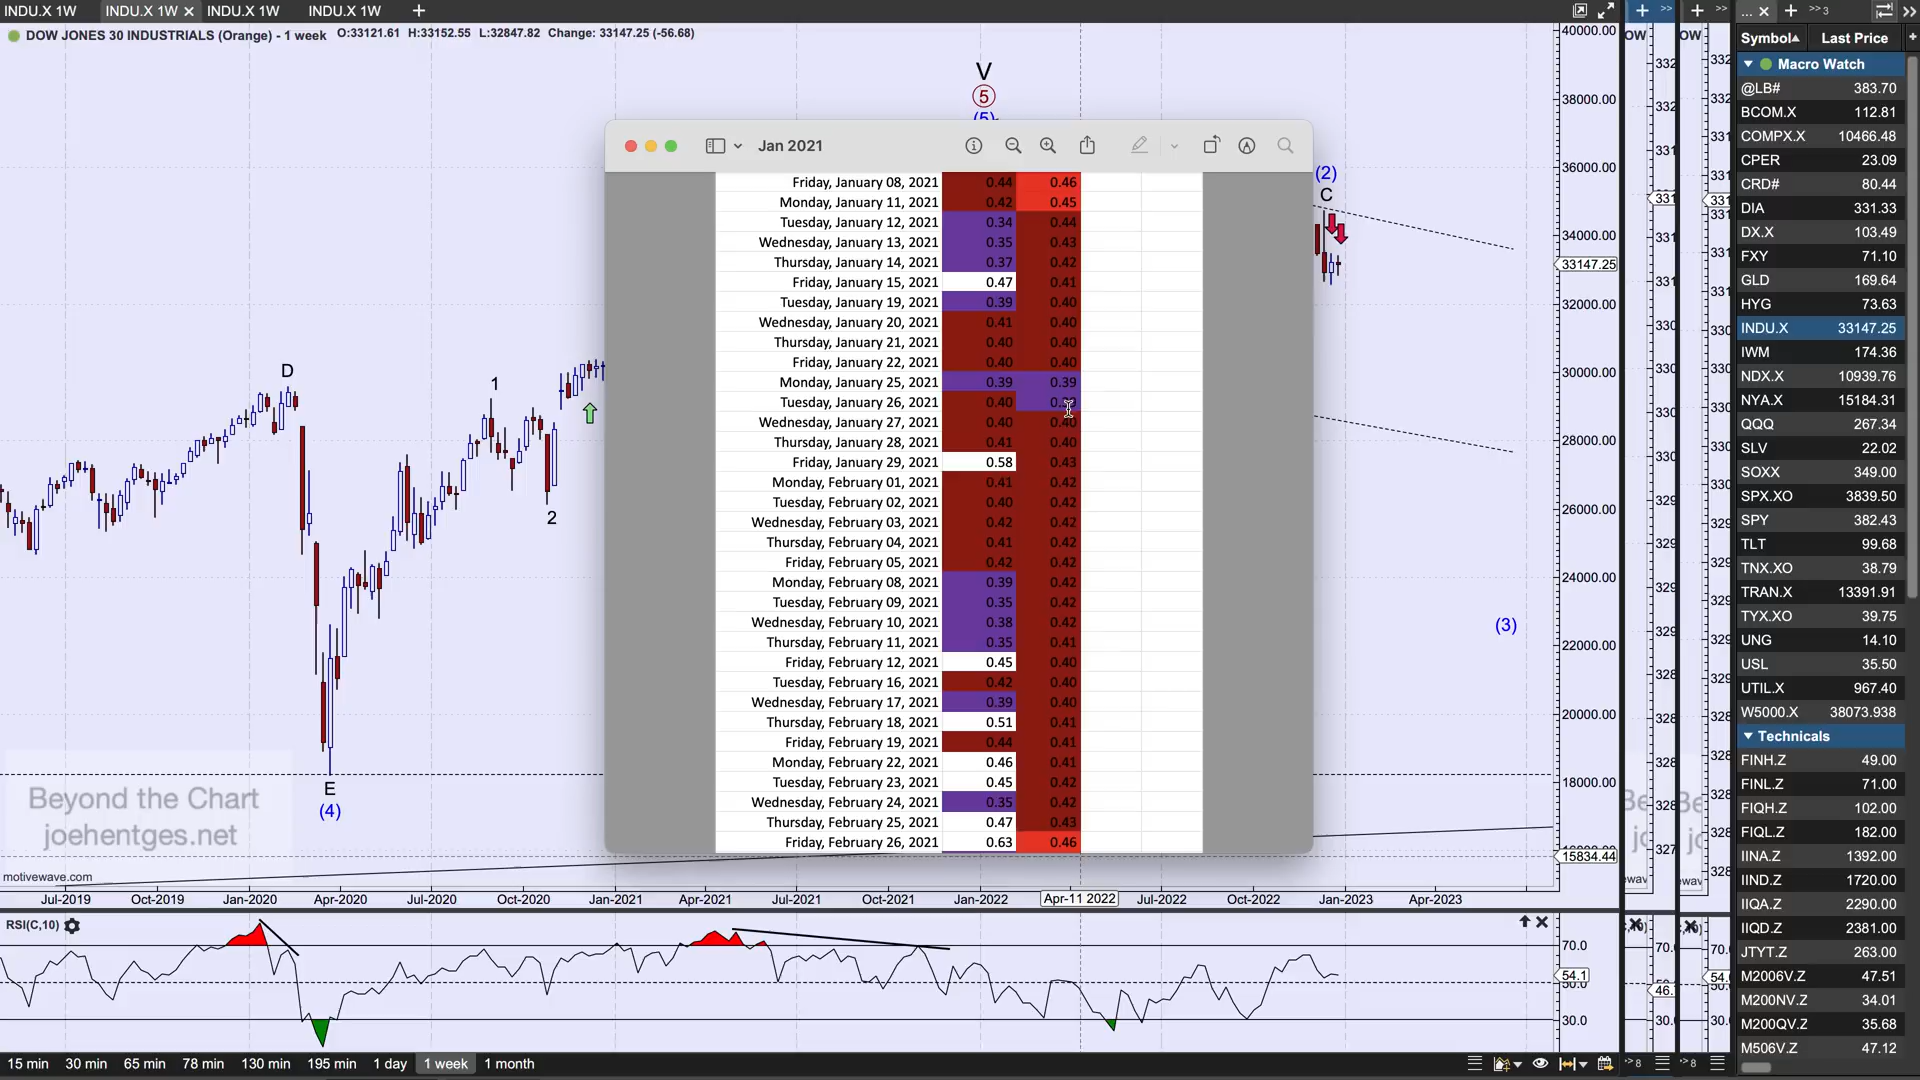 INDU.X 1W
INDU.X 1W
INDU.X 1W
INDU.X 1W
DOW JONES 30 INDUSTRIALS (Orange) - 1 week O:33121.61 H:33152.55 L:32847.82 Change: 33147.25 (-56.68)
V
5
(5)
D
1
2
E
(4)
(2)
C
(3)
Beyond the Chart
joehentges.net
motivewave.com
Jan 2021
Friday, January 08, 2021 0.44 0.46
Monday, January 11, 2021 0.42 0.45
Tuesday, January 12, 2021 0.34 0.44
Wednesday, January 13, 2021 0.35 0.43
Thursday, January 14, 2021 0.37 0.42
Friday, January 15, 2021 0.47 0.41
Tuesday, January 19, 2021 0.39 0.40
Wednesday, January 20, 2021 0.41 0.40
Thursday, January 21, 2021 0.40 0.40
Friday, January 22, 2021 0.40 0.40
Monday, January 25, 2021 0.39 0.39
Tuesday, January 26, 2021 0.40
Wednesday, January 27, 2021 0.40 0.40
Thursday, January 28, 2021 0.41 0.40
Friday, January 29, 2021 0.58 0.43
Monday, February 01, 2021 0.41 0.42
Tuesday, February 02, 2021 0.40 0.42
Wednesday, February 03, 2021 0.42 0.42
Thursday, February 04, 2021 0.41 0.42
Friday, February 05, 2021 0.42 0.42
Monday, February 08, 2021 0.39 0.42
Tuesday, February 09, 2021 0.35 0.42
Wednesday, February 10, 2021 0.38 0.42
Thursday, February 11, 2021 0.35 0.41
Friday, February 12, 2021 0.45 0.40
Tuesday, February 16, 2021 0.42 0.40
Wednesday, February 17, 2021 0.39 0.40
Thursday, February 18, 2021 0.51 0.41
Friday, February 19, 2021 0.44 0.41
Monday, February 22, 2021 0.46 0.41
Tuesday, February 23, 2021 0.45 0.42
Wednesday, February 24, 2021 0.35 0.42
Thursday, February 25, 2021 0.47 0.43
Friday, February 26, 2021 0.63 0.46
40000.00
38000.00
36000.00
34000.00
33147.25
32000.00
30000.00
28000.00
26000.00
24000.00
22000.00
20000.00
18000.00
15834.44
Jul-2019 Oct-2019 Jan-2020 Apr-2020 Jul-2020 Oct-2020 Jan-2021 Apr-2021 Jul-2021 Oct-2021 Jan-2022 Apr-11 2022 Jul-2022 Oct-2022 Jan-2023 Apr-2023
RSI(C,10)
70.0
54.1
30.0
15 min 30 min 65 min 78 min 130 min 195 min 1 day 1 week 1 month
Symbol Last Price
Macro Watch
@LB# 383.70
BCOM.X 112.81
COMPX.X 10466.48
CPER 23.09
CRD# 80.44
DIA 331.33
DX.X 103.49
FXY 71.10
GLD 169.64
HYG 73.63
INDU.X 33147.25
IWM 174.36
NDX.X 10939.76
NYA.X 15184.31
QQQ 267.34
SLV 22.02
SOXX 349.00
SPX.XO 3839.50
SPY 382.43
TLT 99.68
TNX.XO 38.79
TRAN.X 13391.91
TYX.XO 39.75
UNG 14.10
USL 35.50
UTIL.X 967.40
W5000.X 38073.938
Technicals
FINH.Z 49.00
FINL.Z 71.00
FIQH.Z 102.00
FIQL.Z 182.00
IINA.Z 1392.00
IIND.Z 1720.00
IIQA.Z 2290.00
IIQD.Z 2381.00
JTYT.Z 263.00
M2006V.Z 47.51
M200NV.Z 34.01
M200QV.Z 35.68
M506V.Z 47.12